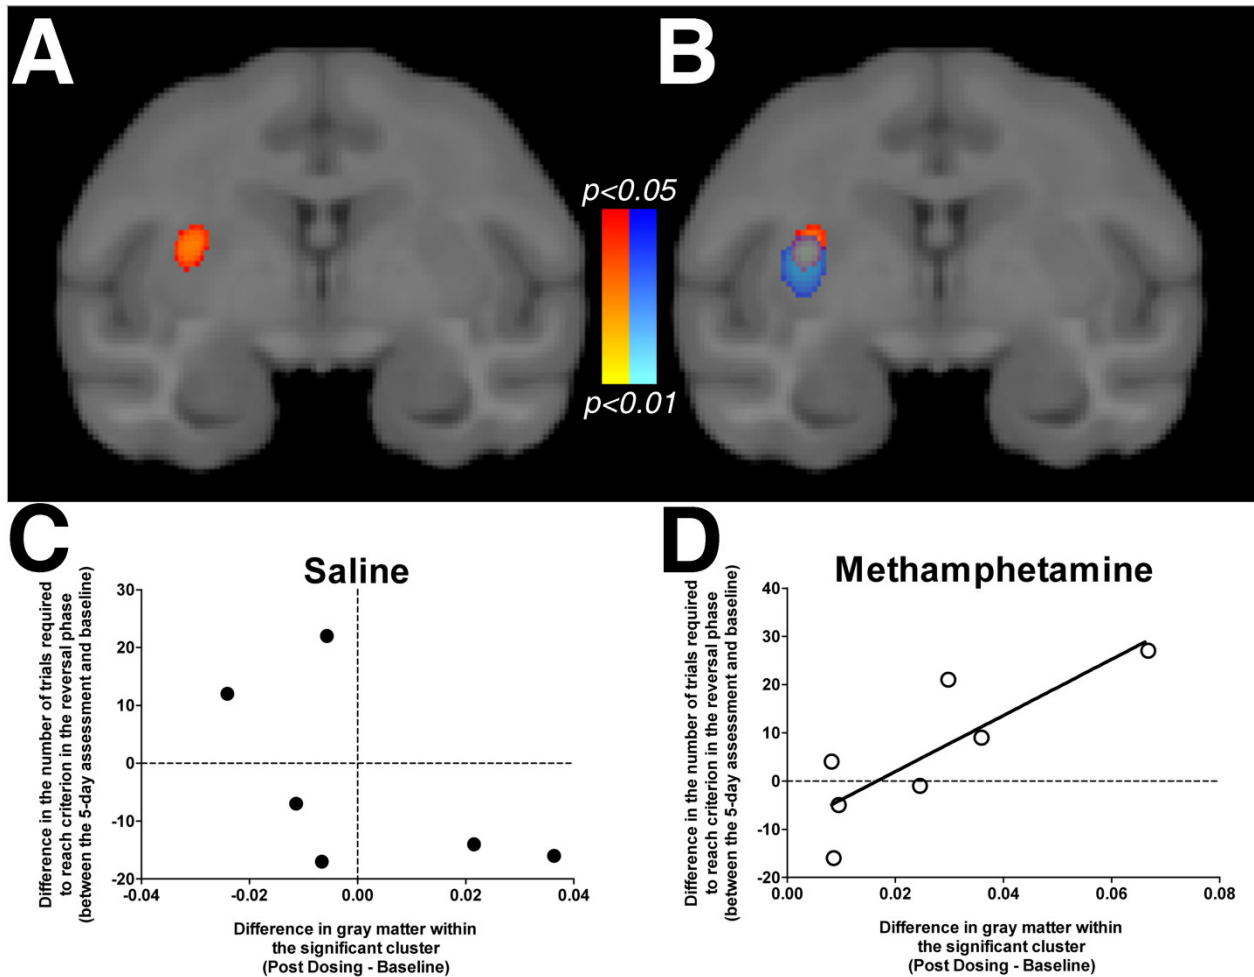 A
B
p<0.05
p<0.01
C
Saline
Difference in the number of trials required
to reach criterion in the reversal phase
(between the 5-day assessment and baseline)
30
20
10
0
-10
-20
-0.04
-0.02
0.00
0.02
0.04
Difference in gray matter within
the significant cluster
(Post Dosing - Baseline)
D
Methamphetamine
Difference in the number of trials required
to reach criterion in the reversal phase
(between the 5-day assessment and baseline)
40
30
20
10
0
-10
-20
0.00
0.02
0.04
0.06
0.08
Difference in gray matter within
the significant cluster
(Post Dosing - Baseline)